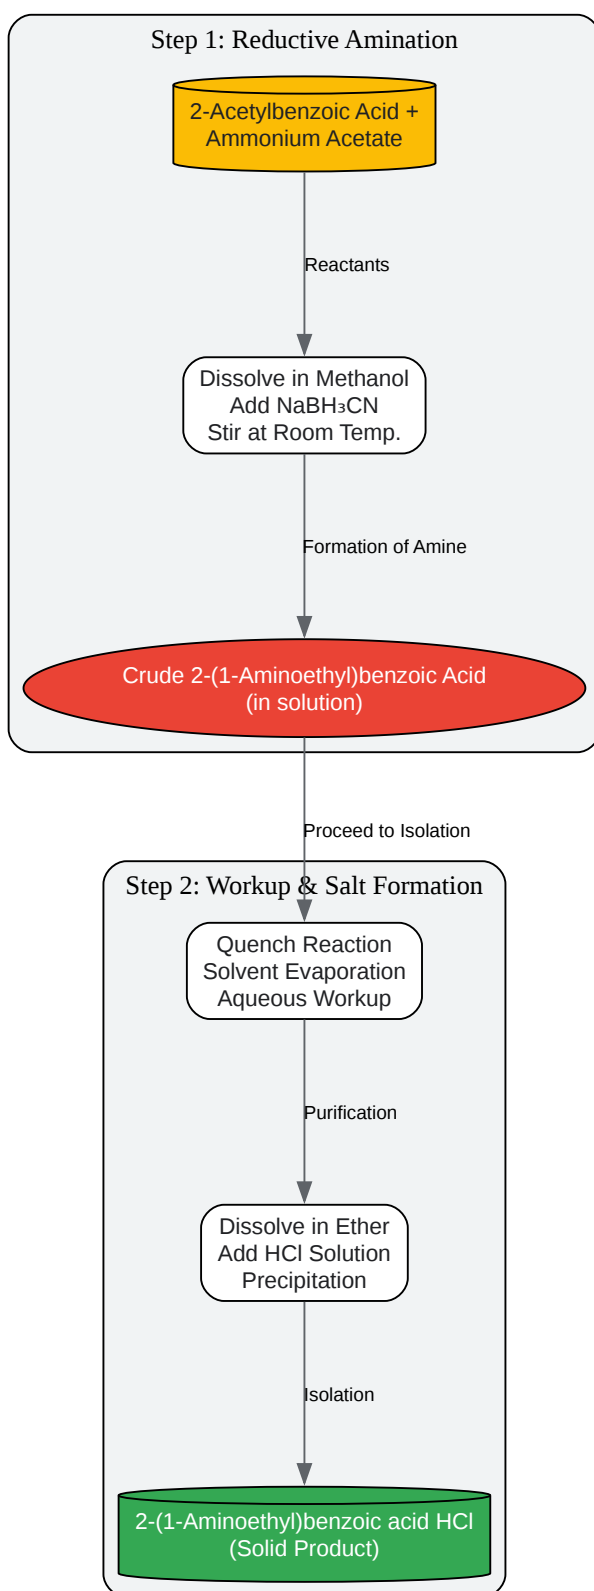 Step 1: Reductive Amination
2-Acetylbenzoic Acid +
Ammonium Acetate
Reactants
Dissolve in Methanol
Add NaBH₃CN
Stir at Room Temp.
Formation of Amine
Crude 2-(1-Aminoethyl)benzoic Acid
(in solution)
Proceed to Isolation
Step 2: Workup & Salt Formation
Quench Reaction
Solvent Evaporation
Aqueous Workup
Purification
Dissolve in Ether
Add HCl Solution
Precipitation
Isolation
2-(1-Aminoethyl)benzoic acid HCl
(Solid Product)